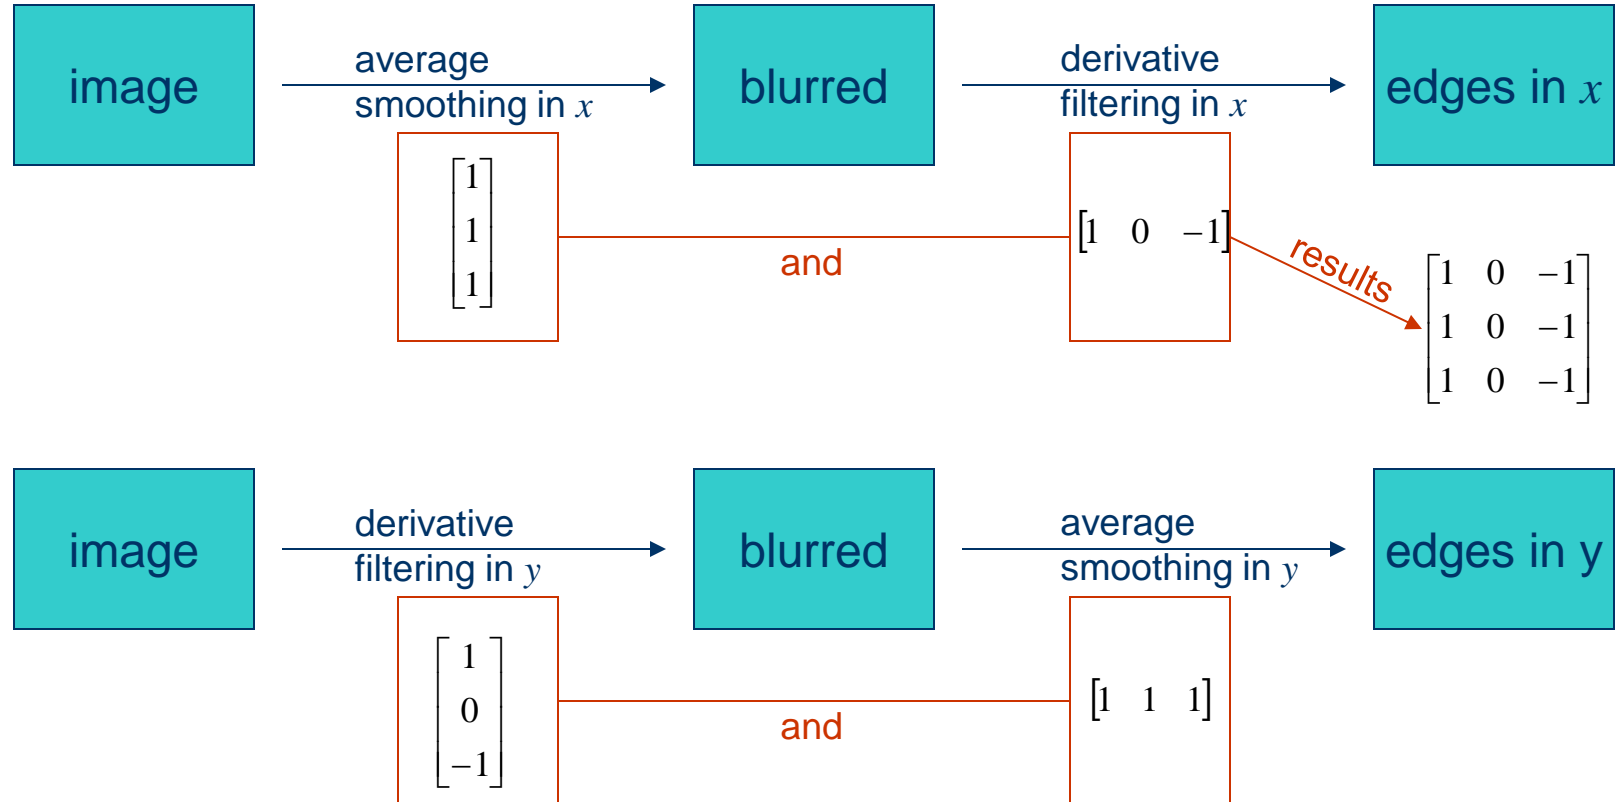 image
average
smoothing in x
blurred
derivative
filtering in x
edges in x
[1
1
1]
and
[1 0 −1]
results
[1 0 −1
1 0 −1
1 0 −1]
image
derivative
filtering in y
blurred
average
smoothing in y
edges in y
[1
0
−1]
and
[1 1 1]